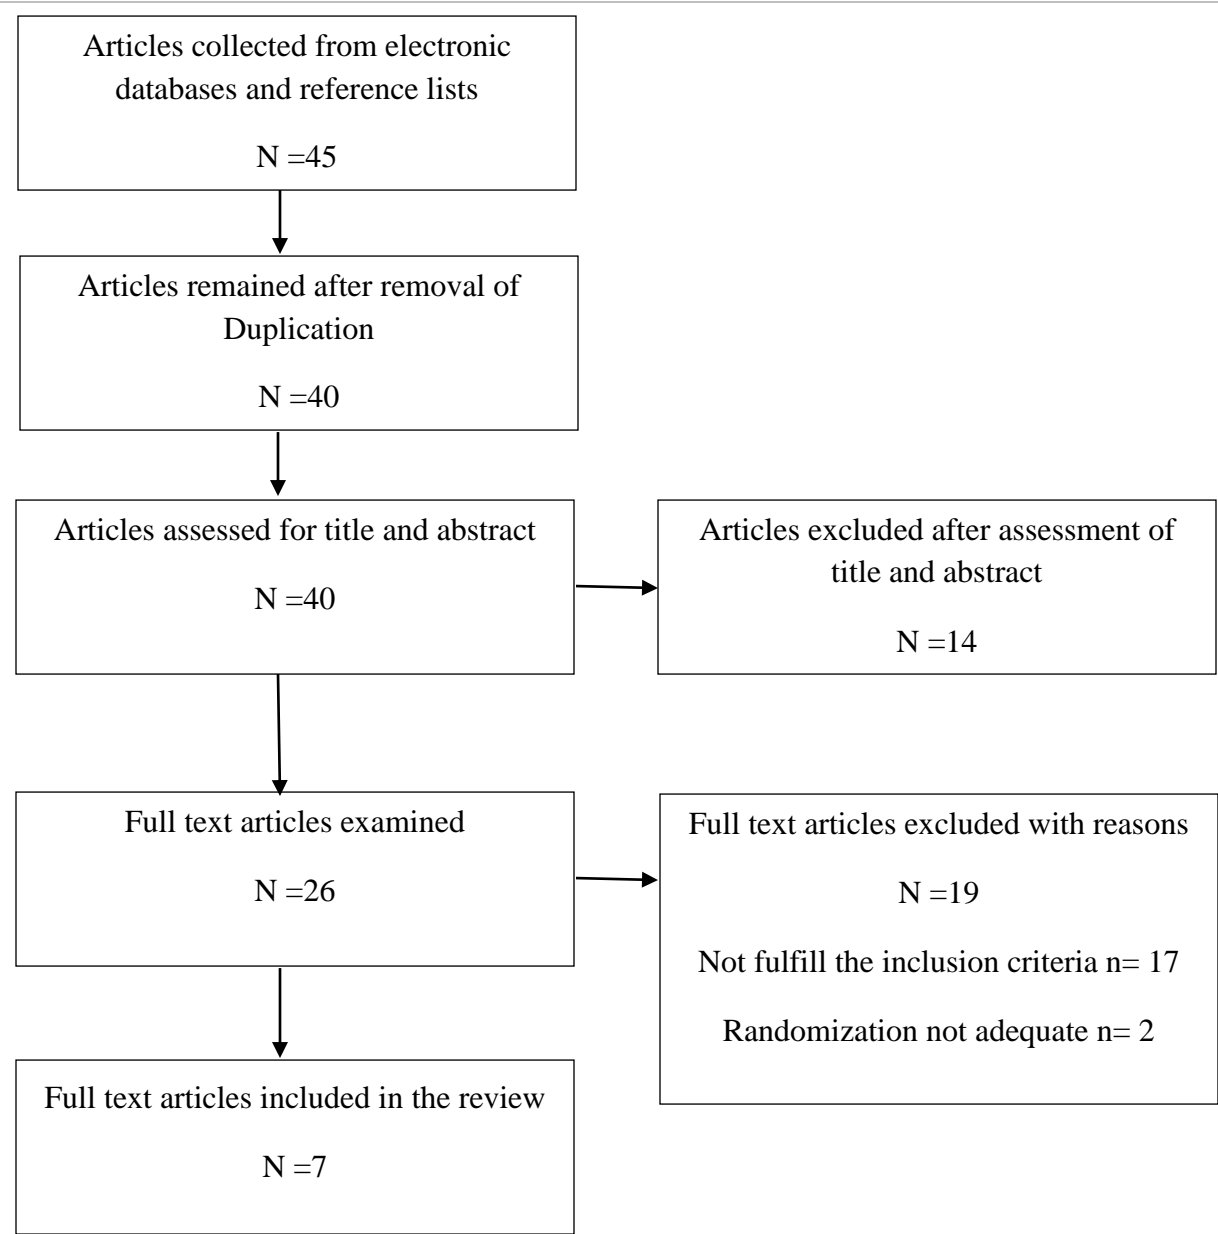 Articles collected from electronic
databases and reference lists
N =45
Articles remained after removal of
Duplication
N =40
Articles assessed for title and abstract
N =40
Articles excluded after assessment of
title and abstract
N =14
Full text articles examined
N =26
Full text articles excluded with reasons
N =19
Not fulfill the inclusion criteria n= 17
Randomization not adequate n= 2
Full text articles included in the review
N =7